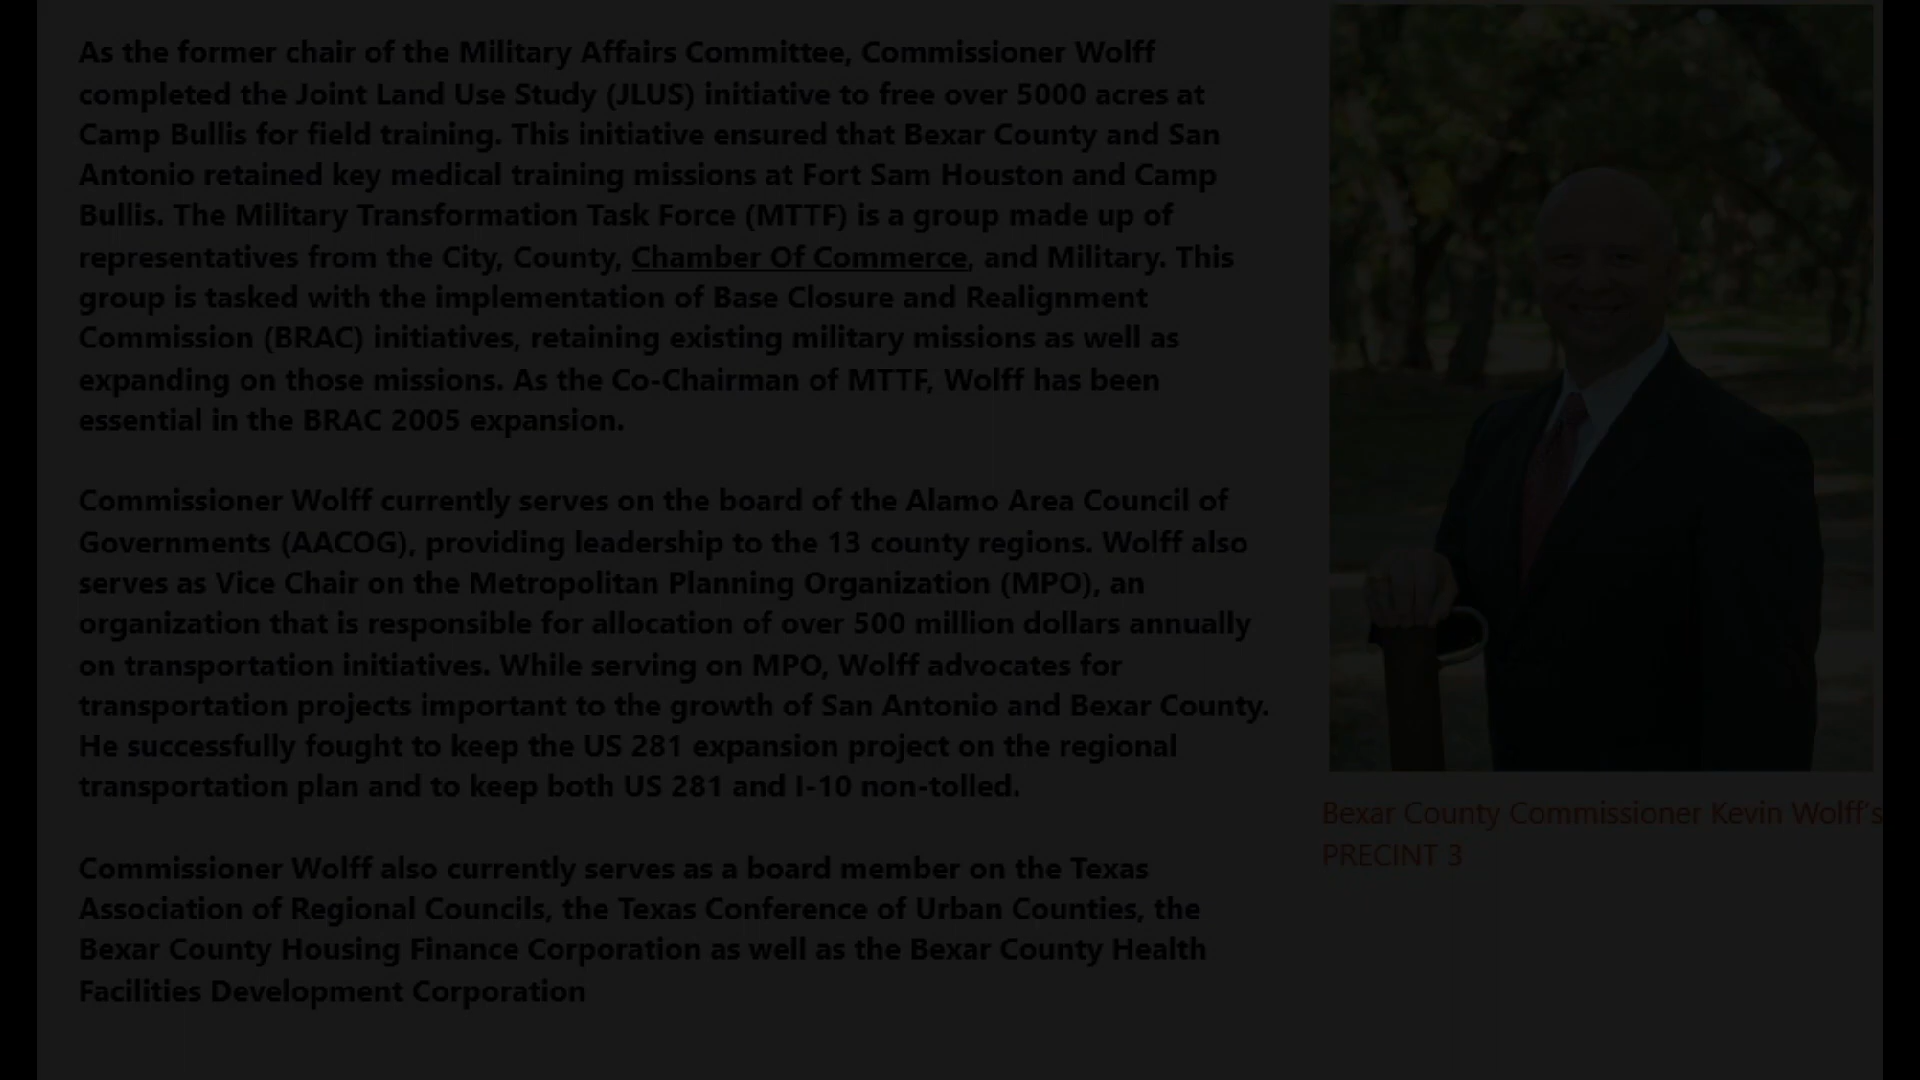 As the former chair of the Military Affairs Committee, Commissioner Wolff
completed the Joint Land Use Study (JLUS) initiative to free over 5000 acres at
Camp Bullis for field training. This initiative ensured that Bexar County and San
Antonio retained key medical training missions at Fort Sam Houston and Camp
Bullis. The Military Transformation Task Force (MTTF) is a group made up of
representatives from the City, County, Chamber Of Commerce, and Military. This
group is tasked with the implementation of Base Closure and Realignment
Commission (BRAC) initiatives, retaining existing military missions as well as
expanding on those missions. As the Co-Chairman of MTTF, Wolff has been
essential in the BRAC 2005 expansion.
Commissioner Wolff currently serves on the board of the Alamo Area Council of
Governments (AACOG), providing leadership to the 13 county regions. Wolff also
serves as Vice Chair on the Metropolitan Planning Organization (MPO), an
organization that is responsible for allocation of over 500 million dollars annually
on transportation initiatives. While serving on MPO, Wolff advocates for
transportation projects important to the growth of San Antonio and Bexar County.
He successfully fought to keep the US 281 expansion project on the regional
transportation plan and to keep both US 281 and I-10 non-tolled.
Commissioner Wolff also currently serves as a board member on the Texas
Association of Regional Councils, the Texas Conference of Urban Counties, the
Bexar County Housing Finance Corporation as well as the Bexar County Health
Facilities Development Corporation
Bexar County Commissioner Kevin Wolff's
PRECINT 3